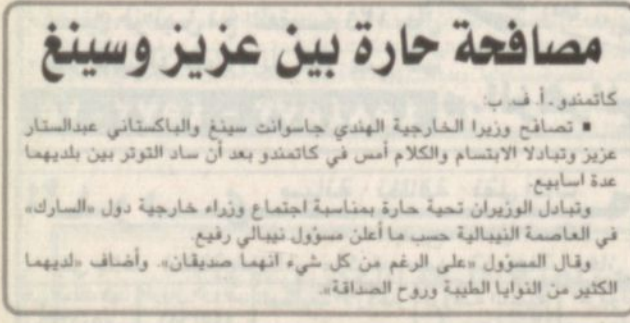 مصافحة حارة بين عزيز وسينغ
كاتمندو ـ أ. ف. ب:
■ تصافح وزيرا الخارجية الهندي جاسوانت سينغ والباكستاني عبدالستار
عزيز وتبادلا الابتسام والكلام أمس في كاتمندو بعد أن ساد التوتر بين بلديهما
عدة اسابيع.
وتبادل الوزيران تحية حارة بمناسبة اجتماع وزراء خارجية دول «السارك»
في العاصمة النيبالية حسب ما أعلن مسؤول نيبالي رفيع.
وقال المسؤول «على الرغم من كل شيء انهما صديقان». وأضاف «لديهما
الكثير من النوايا الطيبة وروح الصداقة».